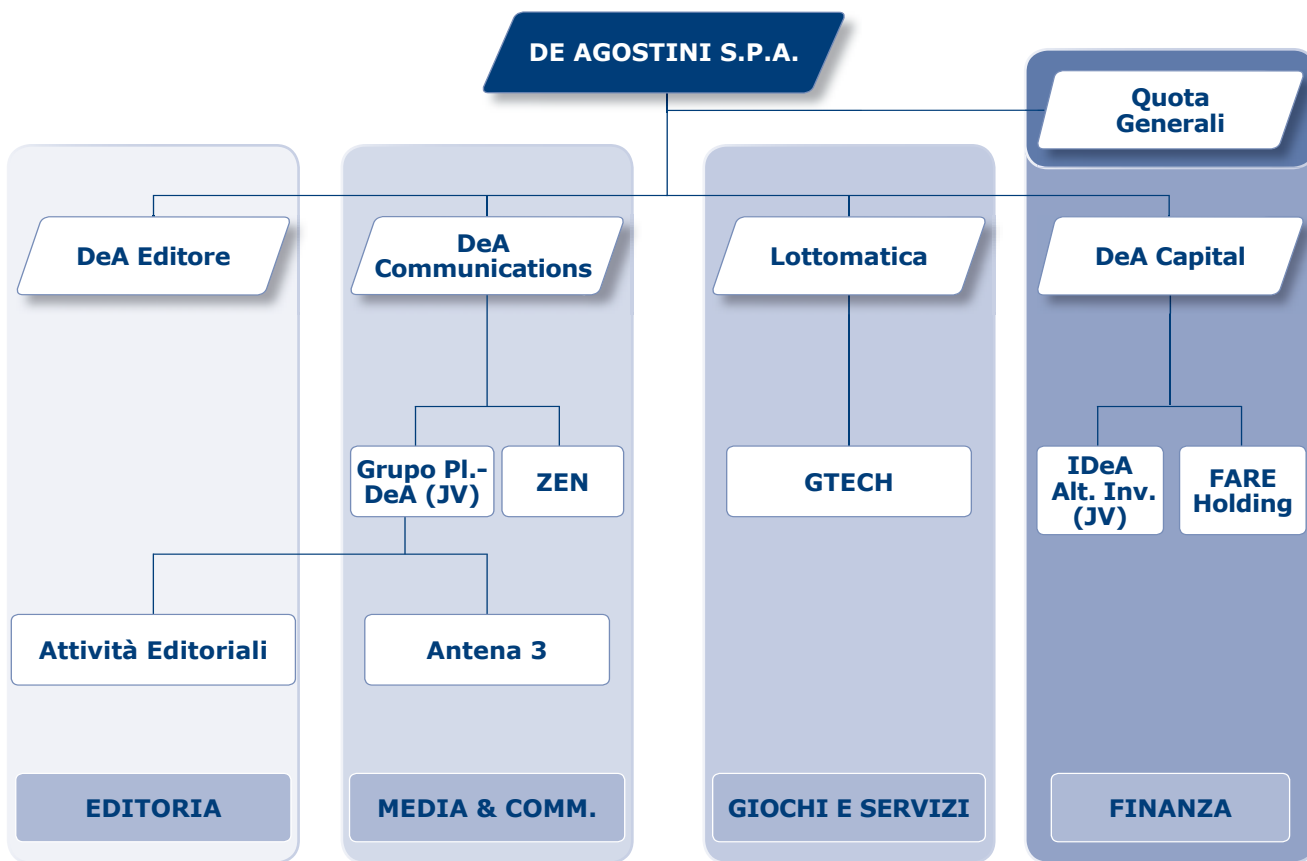 DE AGOSTINI S.P.A.
Quota
Generali
DeA Editore
DeA
Communications
Lottomatica
DeA Capital
Grupo Pl.-
DeA (JV)
ZEN
GTECH
IDeA
Alt. Inv.
(JV)
FARE
Holding
Attività Editoriali
Antena 3
EDITORIA
MEDIA & COMM.
GIOCHI E SERVIZI
FINANZA